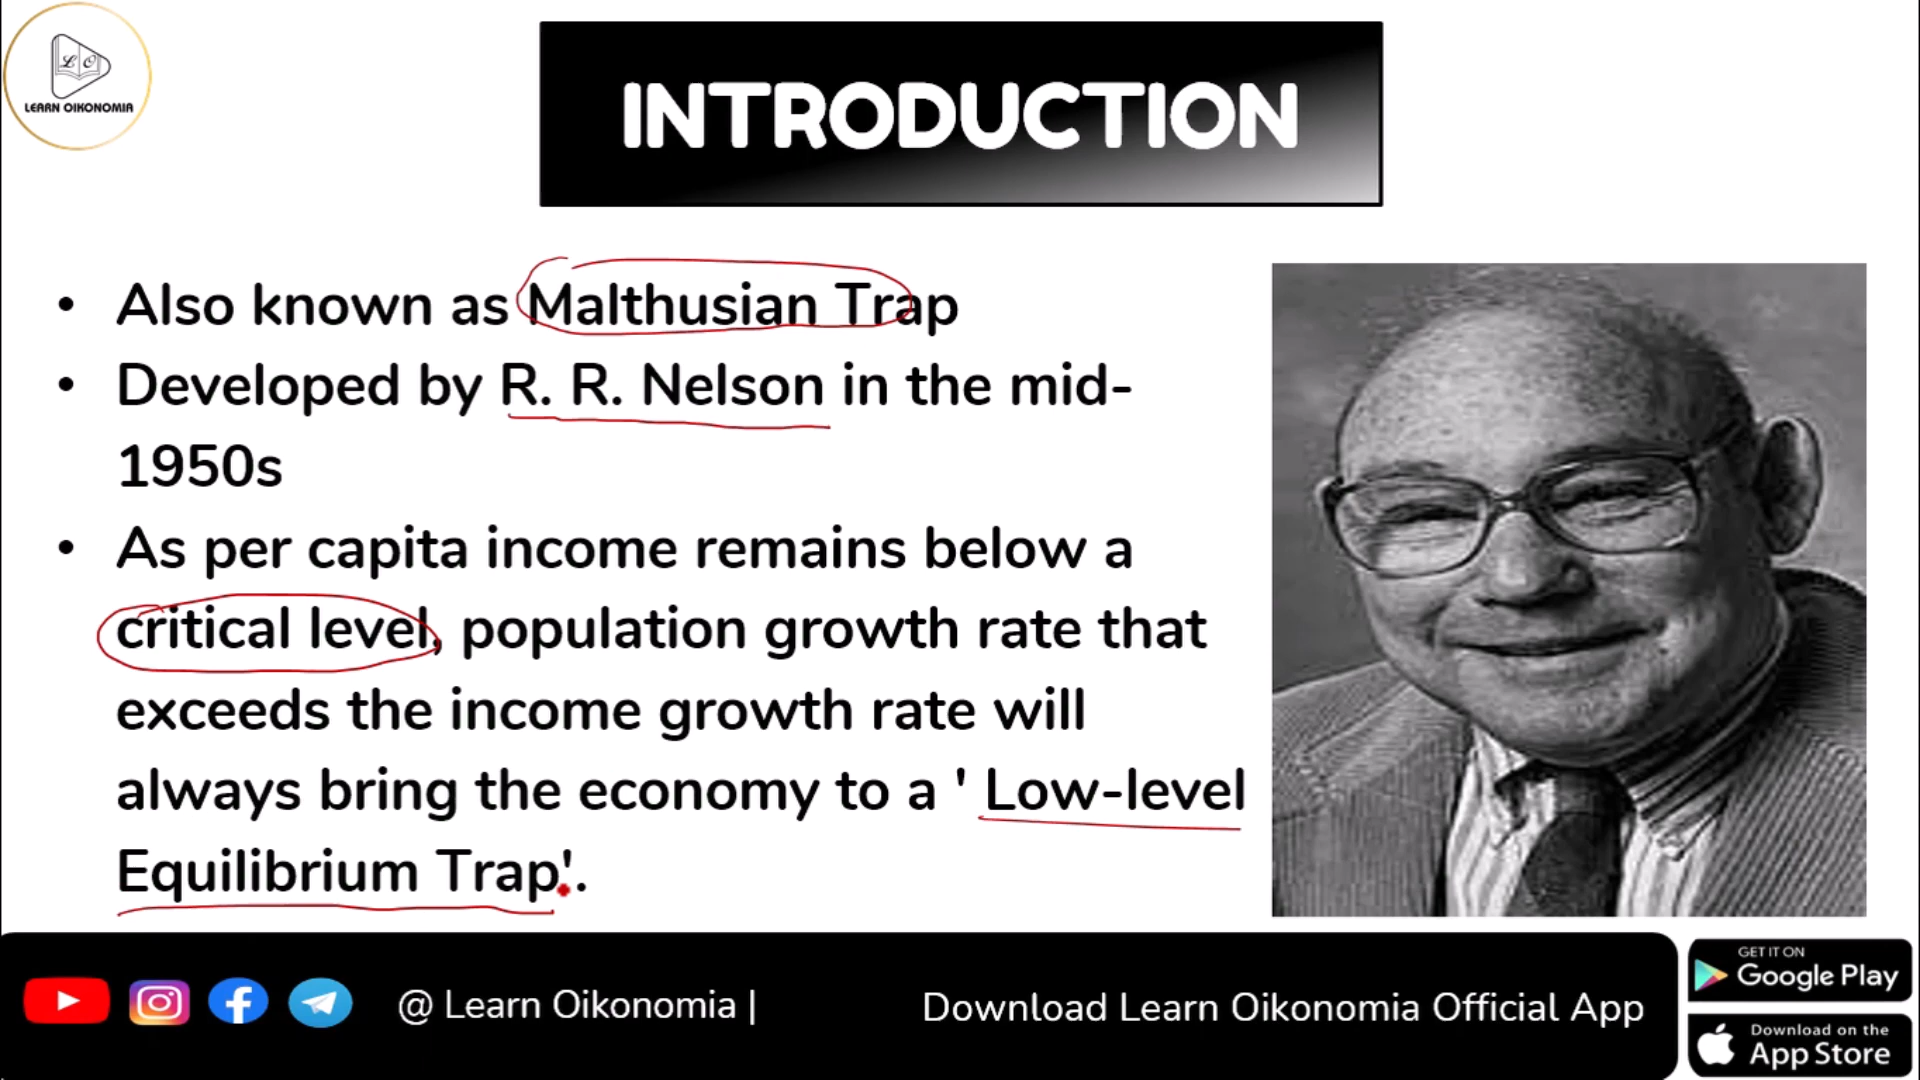 LO
LEARN OIKONOMIA
INTRODUCTION
• Also known as Malthusian Trap
• Developed by R. R. Nelson in the mid-
1950s
• As per capita income remains below a
critical level, population growth rate that
exceeds the income growth rate will
always bring the economy to a ' Low-level
Equilibrium Trap'.
@ Learn Oikonomia |
Download Learn Oikonomia Official App
GET IT ON
Google Play
Download on the
App Store